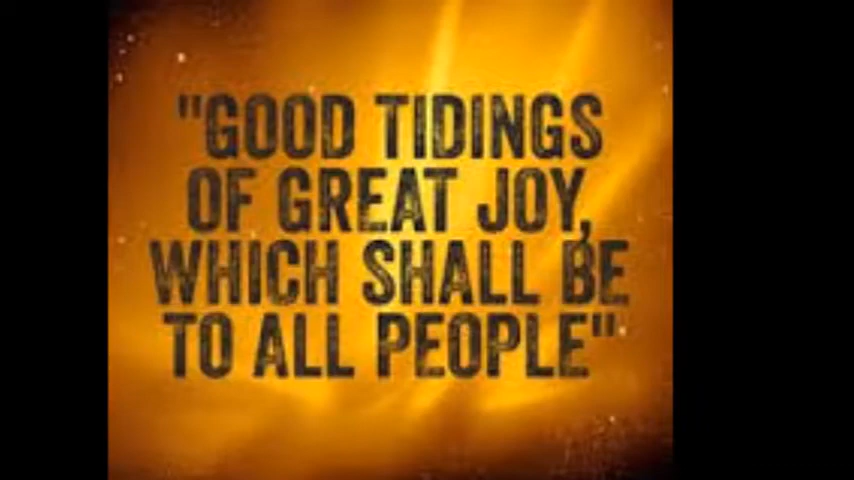 "GOOD TIDINGS
OF GREAT JOY,
WHICH SHALL BE
TO ALL PEOPLE"